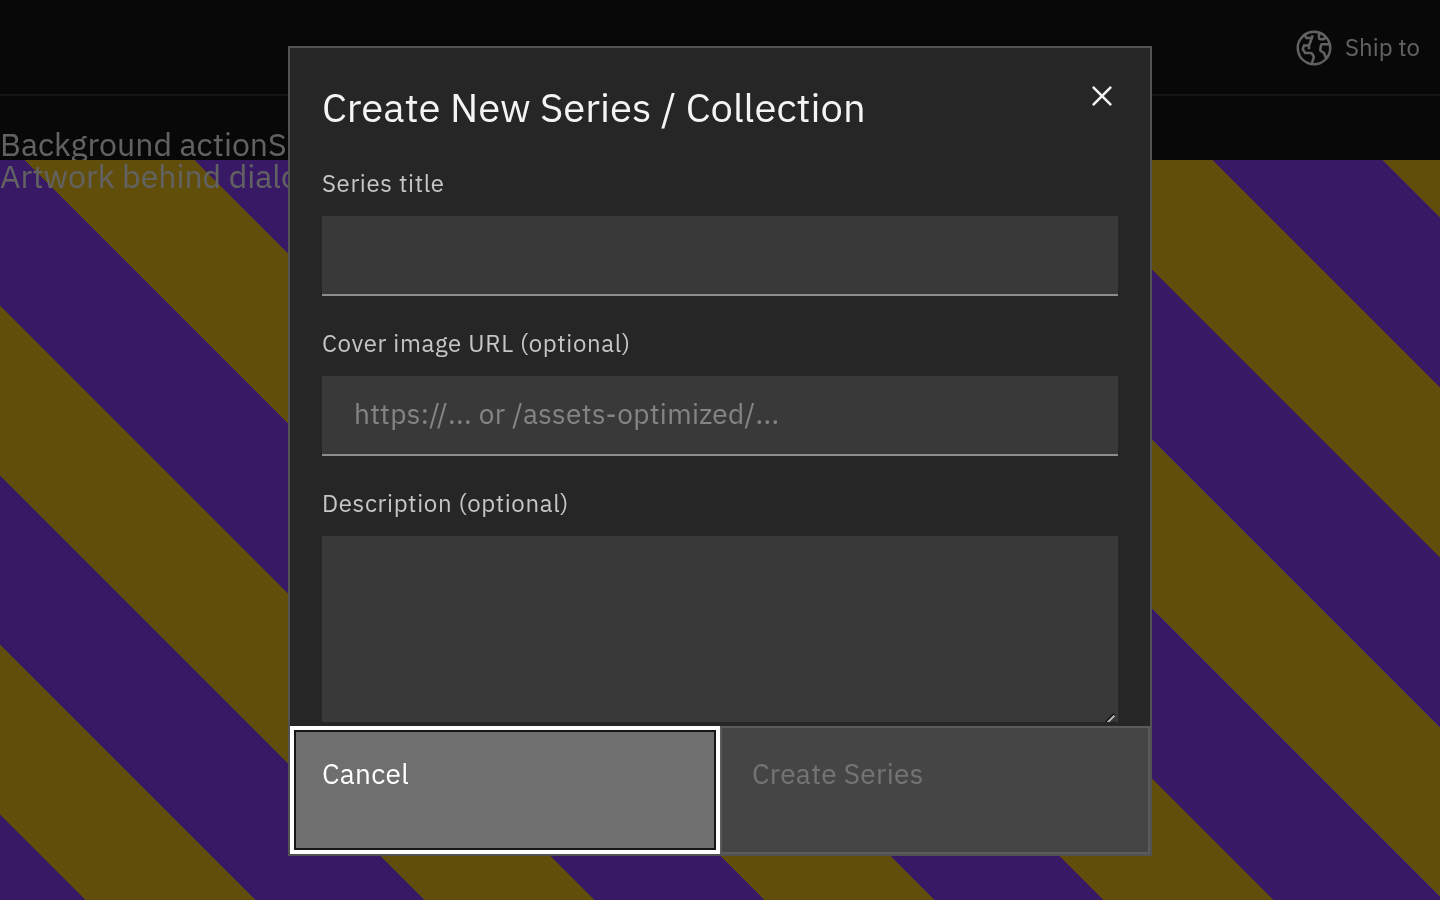 Ship to
Create New Series / Collection
Background actionS
Artwork behind dialo
Series title
Cover image URL (optional)
https://... or /assets-optimized/...
Description (optional)
Cancel
Create Series